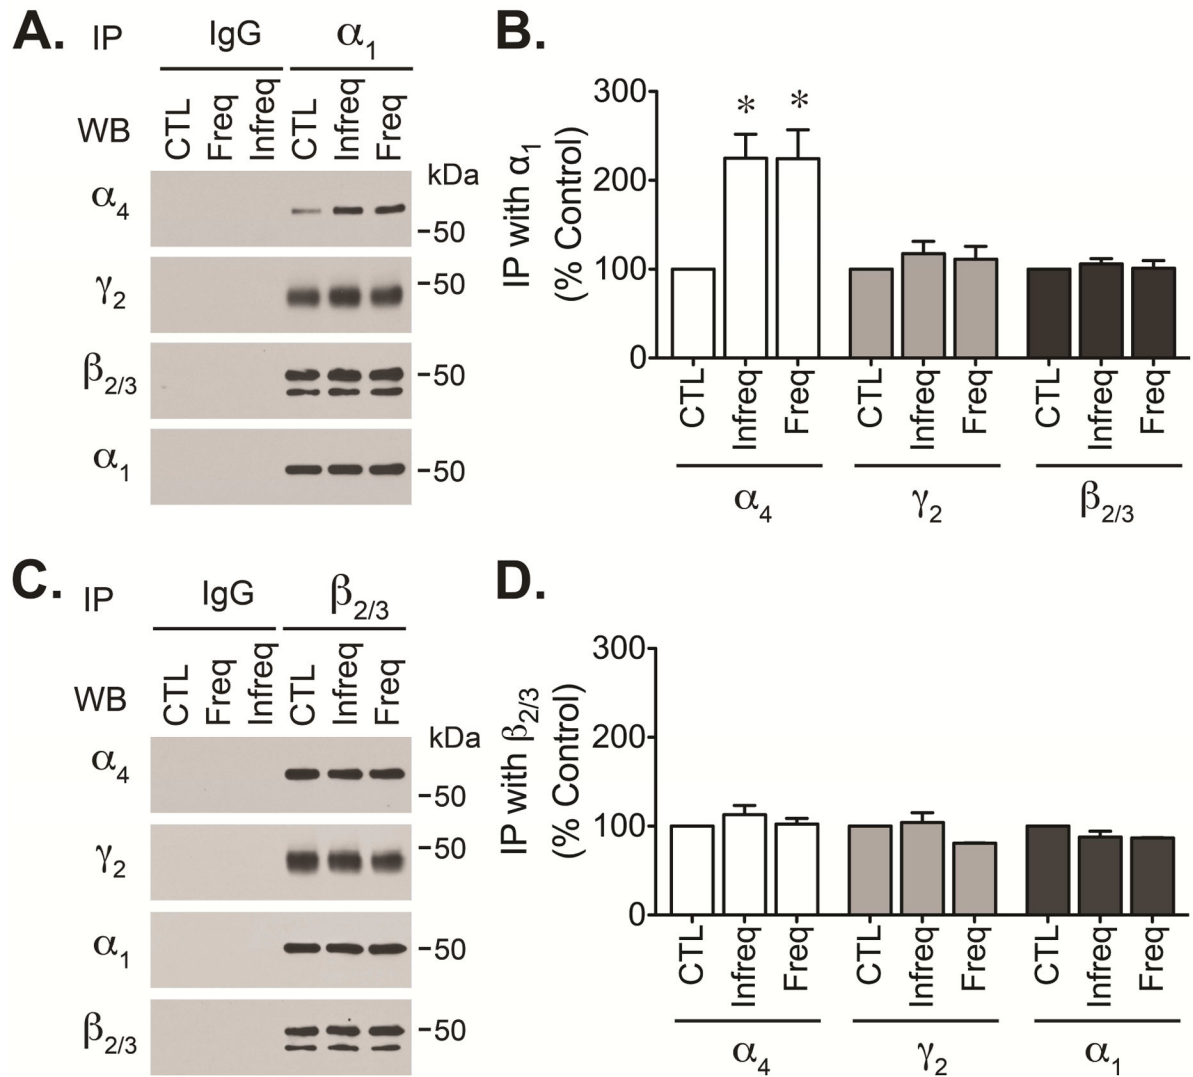 A. IP IgG α1
WB CTL Freq Infreq CTL Infreq Freq
kDa
α4
-50
γ2 -50
β2/3 -50
α1 -50
B.
IP with α1
(% Control)
300
200
100
0
* *
CTL Infreq Freq CTL Infreq Freq CTL Infreq Freq
α4 γ2 β2/3
C. IP IgG β2/3
WB CTL Freq Infreq CTL Infreq Freq
kDa
α4
-50
γ2 -50
α1 -50
β2/3 -50
D.
IP with β2/3
(% Control)
300
200
100
0
CTL Infreq Freq CTL Infreq Freq CTL Infreq Freq
α4 γ2 α1